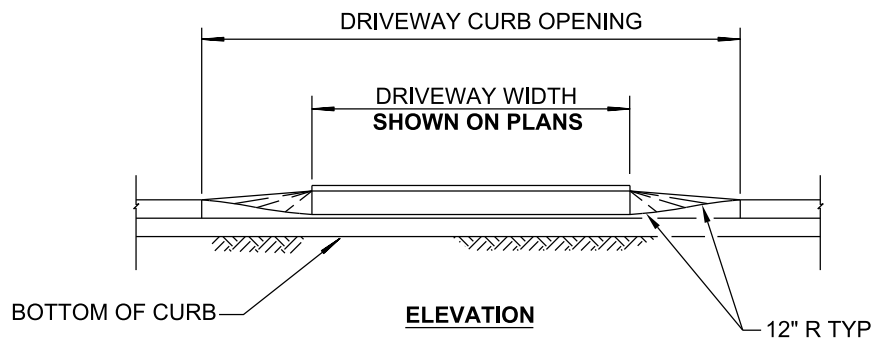 DRIVEWAY CURB OPENING
DRIVEWAY WIDTH
SHOWN ON PLANS
BOTTOM OF CURB
ELEVATION
12" R TYP